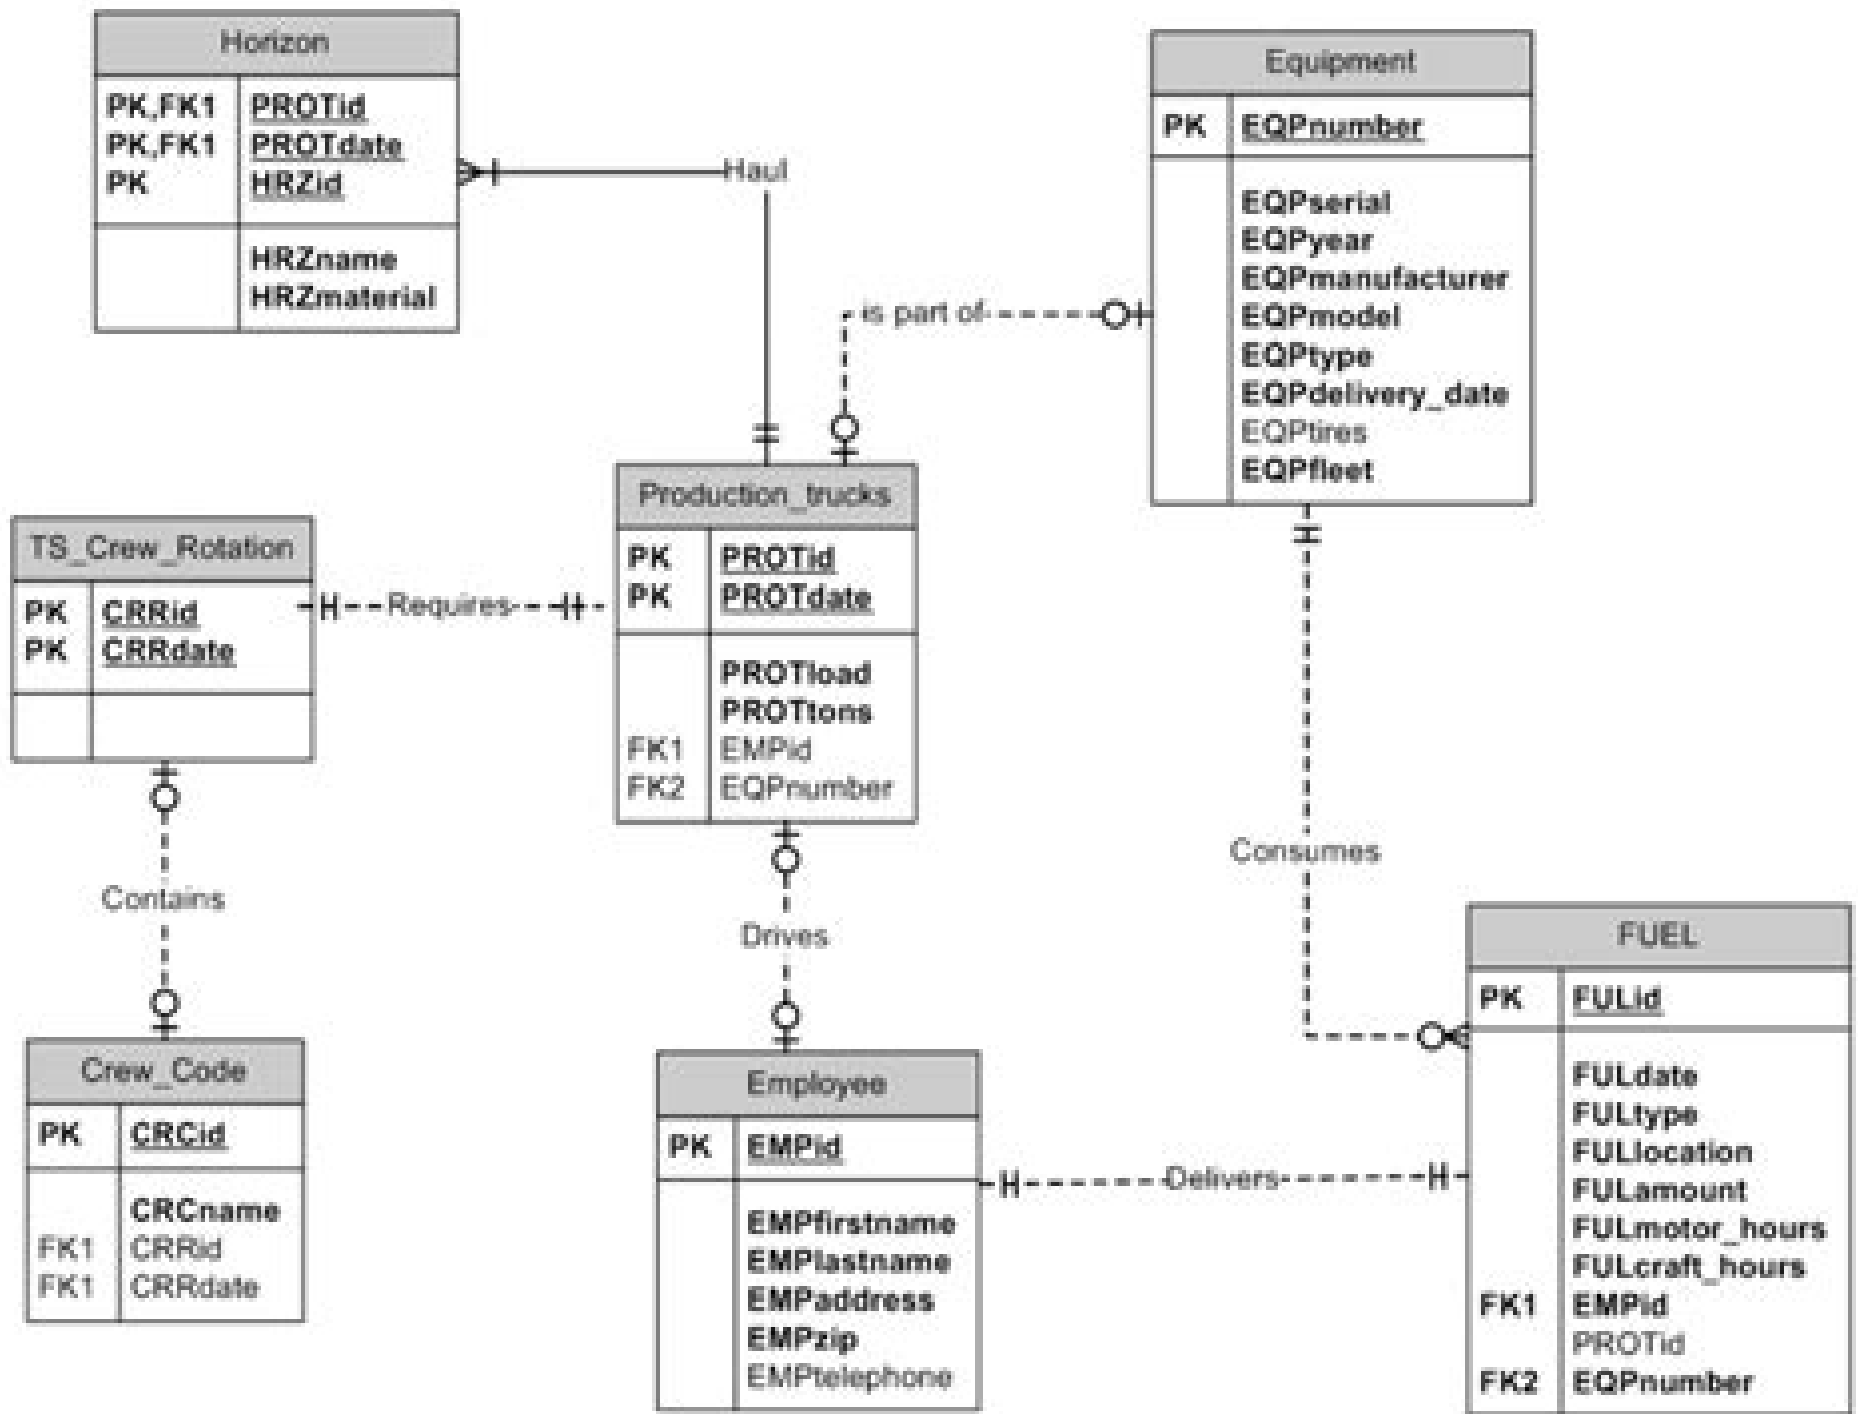 Horizon
PK,FK1 PROTid
PK,FK1 PROTdate
PK HRZid
HRZname
HRZmaterial
Haul
Equipment
PK EQPnumber
EQPserial
EQPyear
EQPmanufacturer
EQPmodel
EQPtype
EQPdelivery_date
EQPtires
EQPfleet
is part of
TS_Crew_Rotation
PK CRRid
PK CRRdate
Requires
Production_trucks
PK PROTid
PK PROTdate
PROTload
PROTtons
FK1 EMPid
FK2 EQPnumber
Contains
Drives
Consumes
Crew_Code
PK CRCid
CRCname
FK1 CRRid
FK1 CRRdate
Employee
PK EMPid
EMPfirstname
EMPlastname
EMPaddress
EMPzip
EMPtelephone
Delivers
FUEL
PK FULid
FULdate
FULtype
FULlocation
FULamount
FULmotor_hours
FULcraft_hours
FK1 EMPid
PROTid
FK2 EQPnumber